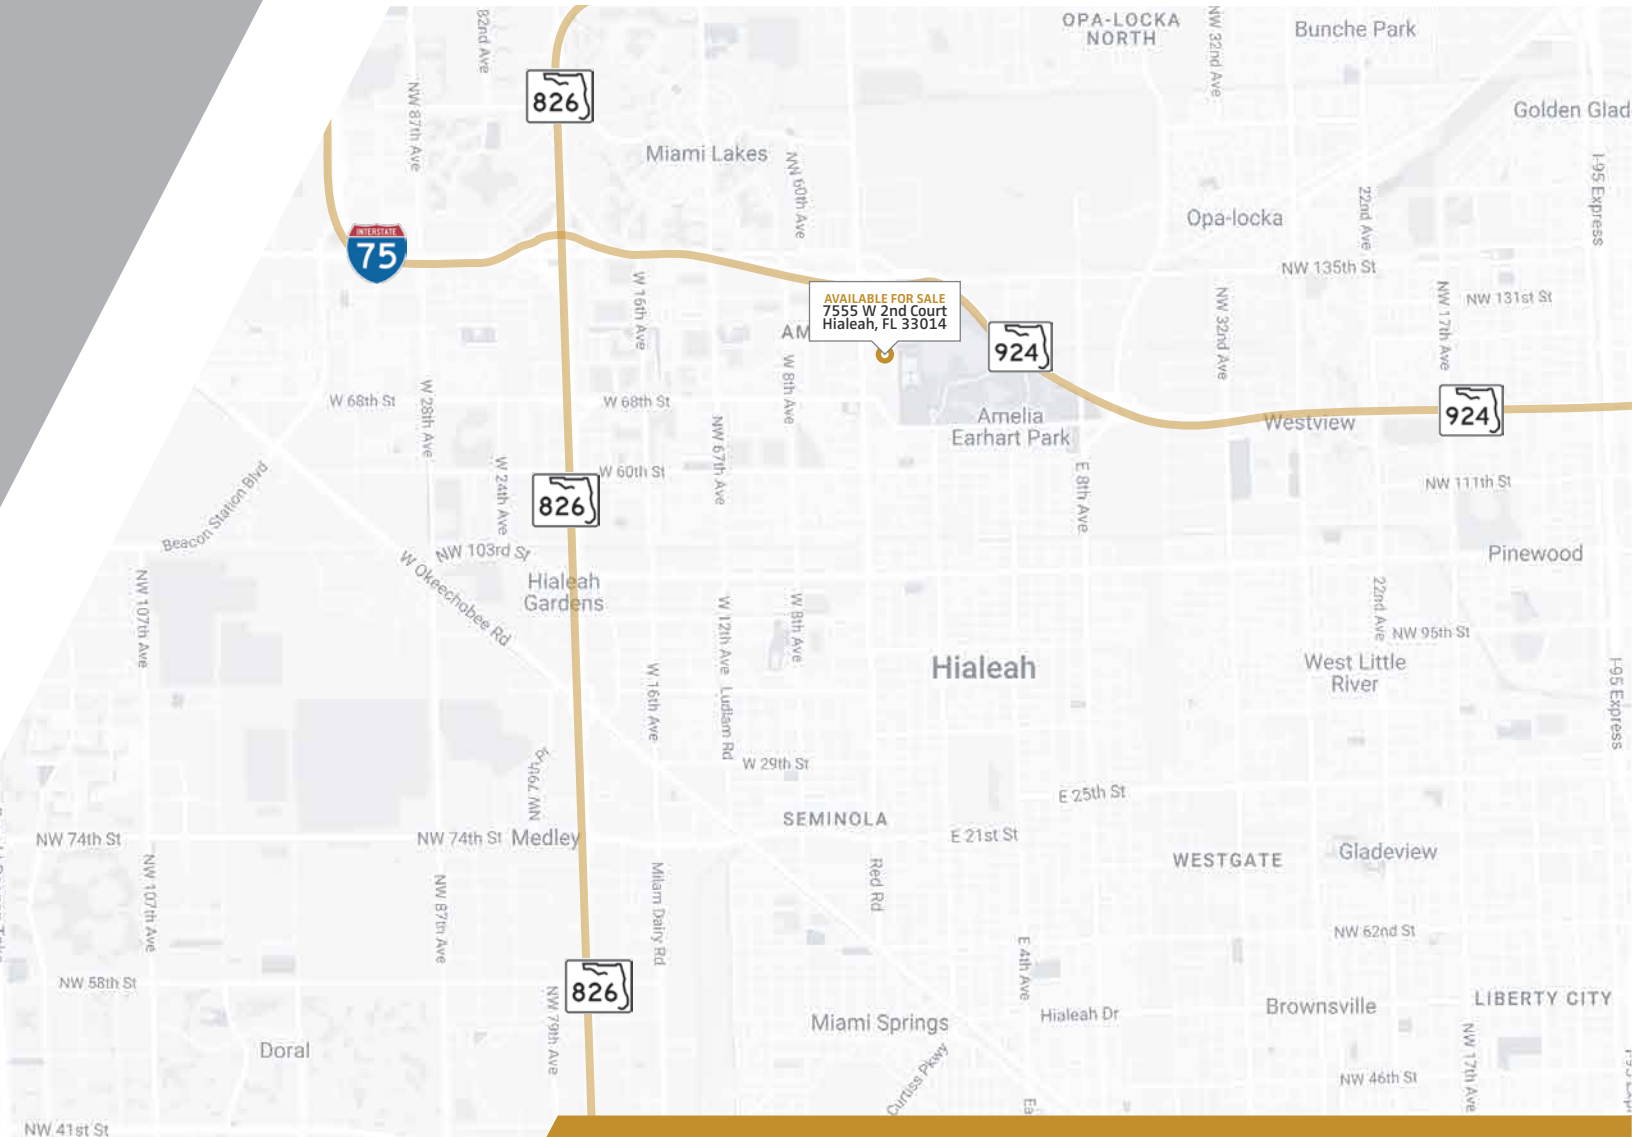 OPA-LOCKA
NORTH
Bunche Park
82nd Ave
NW 32nd Ave
826
NW 87th Ave
Golden Glad
Miami Lakes
NW 60th Ave
I-95 Express
22nd Ave
Opa-locka
INTERSTATE
75
NW 135th St
W 16th Ave
NW 32nd Ave
NW 17th Ave
NW 131st St
AVAILABLE FOR SALE
7555 W 2nd Court
Hialeah, FL 33014
AM
924
W 8th Ave
W 68th St
W 28th Ave
W 68th St
NW 67th Ave
Amelia
Earhart Park
Westview
924
W 24th Ave
W 60th St
E 8th Ave
NW 111th St
826
Beacon Station Blvd
NW 103rd St
W Okeechobee Rd
Pinewood
NW 107th Ave
Hialeah
Gardens
W 12th Ave
W 8th Ave
22nd Ave
NW 95th St
Hialeah
West Little
River
W 16th Ave
Ludlam Rd
I-95 Express
NW 79th Pl
W 29th St
E 25th St
SEMINOLA
NW 74th St
NW 74th St
Medley
E 21st St
WESTGATE
Gladeview
NW 107th Ave
NW 87th Ave
Milam Dairy Rd
Red Rd
NW 62nd St
E 4th Ave
NW 58th St
826
NW 79th Ave
Miami Springs
Hialeah Dr
Brownsville
LIBERTY CITY
Doral
Curtiss Pkwy
NW 17th Ave
NW 46th St
Ea
NW 41st St